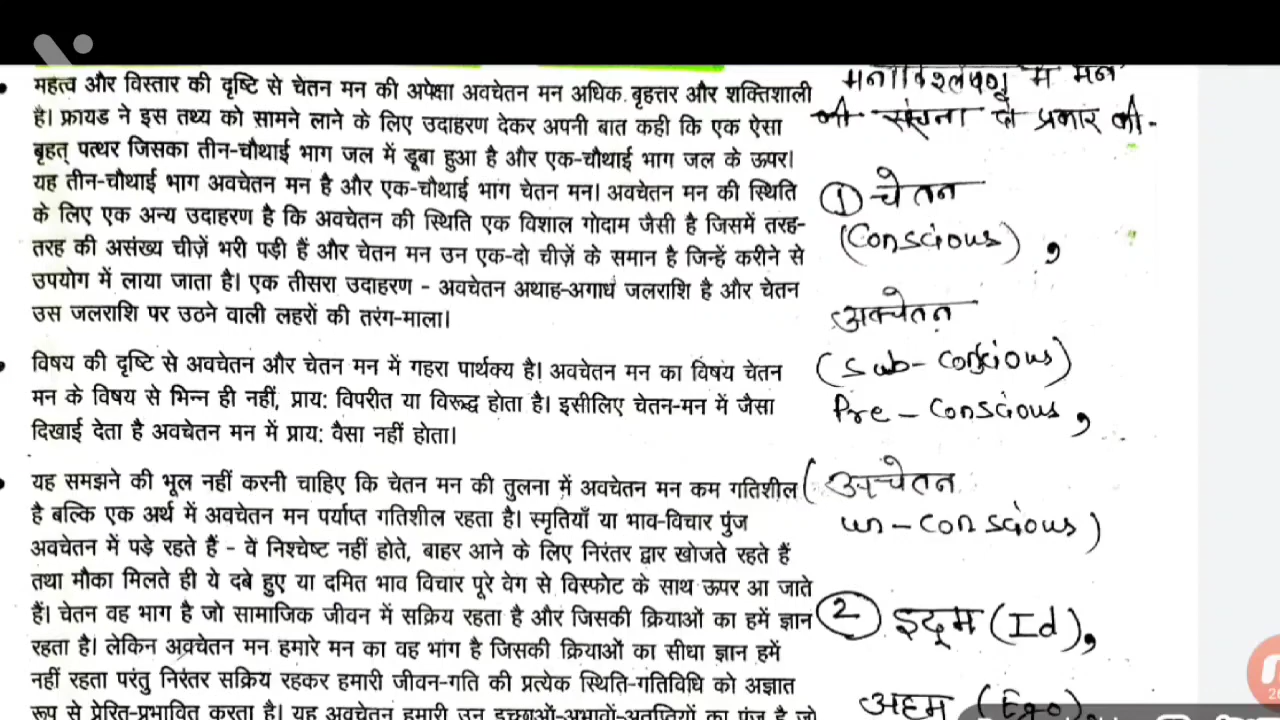 महत्व और विस्तार की दृष्टि से चेतन मन की अपेक्षा अवचेतन मन अधिक बृहत्तर और शक्तिशाली
है। फ्रायड ने इस तथ्य को सामने लाने के लिए उदाहरण देकर अपनी बात कही कि एक ऐसा
बृहत् पत्थर जिसका तीन-चौथाई भाग जल में डूबा हुआ है और एक-चौथाई भाग जल के ऊपर।
यह तीन-चौथाई भाग अवचेतन मन है और एक-चौथाई भाग चेतन मन। अवचेतन मन की स्थिति
के लिए एक अन्य उदाहरण है कि अवचेतन की स्थिति एक विशाल गोदाम जैसी है जिसमें तरह-
तरह की असंख्य चीज़ें भरी पड़ी हैं और चेतन मन उन एक-दो चीज़ें के समान है जिन्हें करीने से
उपयोग में लाया जाता है। एक तीसरा उदाहरण - अवचेतन अथाह-अगाध जलराशि है और चेतन
उस जलराशि पर उठने वाली लहरों की तरंग-माला।
विषय की दृष्टि से अवचेतन और चेतन मन में गहरा पार्थक्य है। अवचेतन मन का विषय चेतन
मन के विषय से भिन्न ही नहीं, प्राय: विपरीत या विरूद्ध होता है। इसीलिए चेतन-मन में जैसा
दिखाई देता है अवचेतन मन में प्राय: वैसा नहीं होता।
यह समझने की भूल नहीं करनी चाहिए कि चेतन मन की तुलना में अवचेतन मन कम गतिशील
है बल्कि एक अर्थ में अवचेतन मन पर्याप्त गतिशील रहता है। स्मृतियाँ या भाव-विचार पुंज
अवचेतन में पड़े रहते हैं - वें निश्चेष्ट नहीं होते, बाहर आने के लिए निरंतर द्वार खोजते रहते हैं
तथा मौका मिलते ही ये दबे हुए या दमित भाव विचार पूरे वेग से विस्फोट के साथ ऊपर आ जाते
हैं। चेतन वह भाग है जो सामाजिक जीवन में सक्रिय रहता है और जिसकी क्रियाओं का हमें ज्ञान
रहता है। लेकिन अवचेतन मन हमारे मन का वह भाग है जिसकी क्रियाओं का सीधा ज्ञान हमें
नहीं रहता परंतु निरंतर सक्रिय रहकर हमारी जीवन-गति की प्रत्येक स्थिति-गतिविधि को अज्ञात
रूप से प्रेरित-प्रभावित करता है। यह अवचेतन हमारी उन इच्छाओं-अभावों-अतृप्तियों का पुंज है जो
मनोविश्लेषण में मन
की संरचना दो प्रकार की-
① चेतन
(Conscious),
अवचेतन
(Sub-Conscious)
Pre-Conscious,
(अचेतन
un-Conscious)
② इदम (Id),
अहम (Ego),